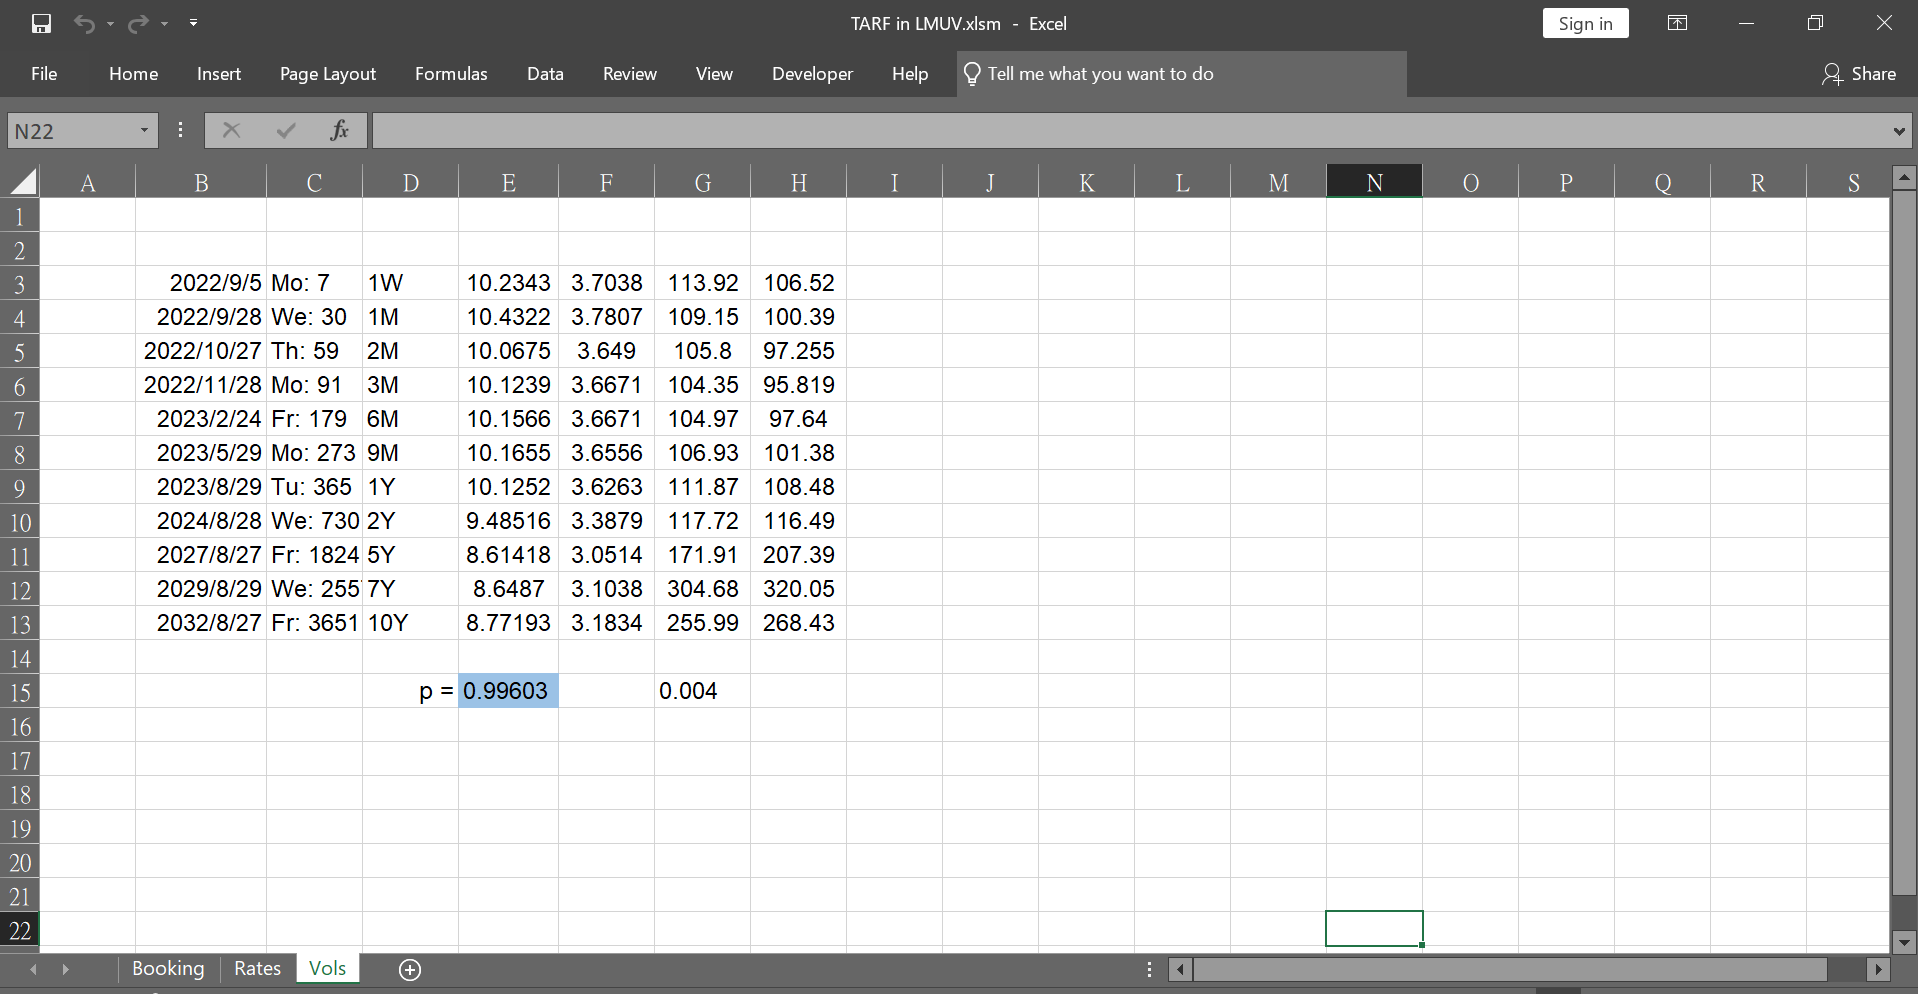 TARF in LMUV.xlsm - Excel
Sign in
File Home Insert Page Layout Formulas Data Review View Developer Help Tell me what you want to do Share
N22 fx
A B C D E F G H I J K L M N O P Q R S
1
2
3 2022/9/5 Mo: 7 1W 10.2343 3.7038 113.92 106.52
4 2022/9/28 We: 30 1M 10.4322 3.7807 109.15 100.39
5 2022/10/27 Th: 59 2M 10.0675 3.649 105.8 97.255
6 2022/11/28 Mo: 91 3M 10.1239 3.6671 104.35 95.819
7 2023/2/24 Fr: 179 6M 10.1566 3.6671 104.97 97.64
8 2023/5/29 Mo: 273 9M 10.1655 3.6556 106.93 101.38
9 2023/8/29 Tu: 365 1Y 10.1252 3.6263 111.87 108.48
10 2024/8/28 We: 730 2Y 9.48516 3.3879 117.72 116.49
11 2027/8/27 Fr: 1824 5Y 8.61418 3.0514 171.91 207.39
12 2029/8/29 We: 255 7Y 8.6487 3.1038 304.68 320.05
13 2032/8/27 Fr: 3651 10Y 8.77193 3.1834 255.99 268.43
14
15 p = 0.99603 0.004
16
17
18
19
20
21
22
Booking Rates Vols